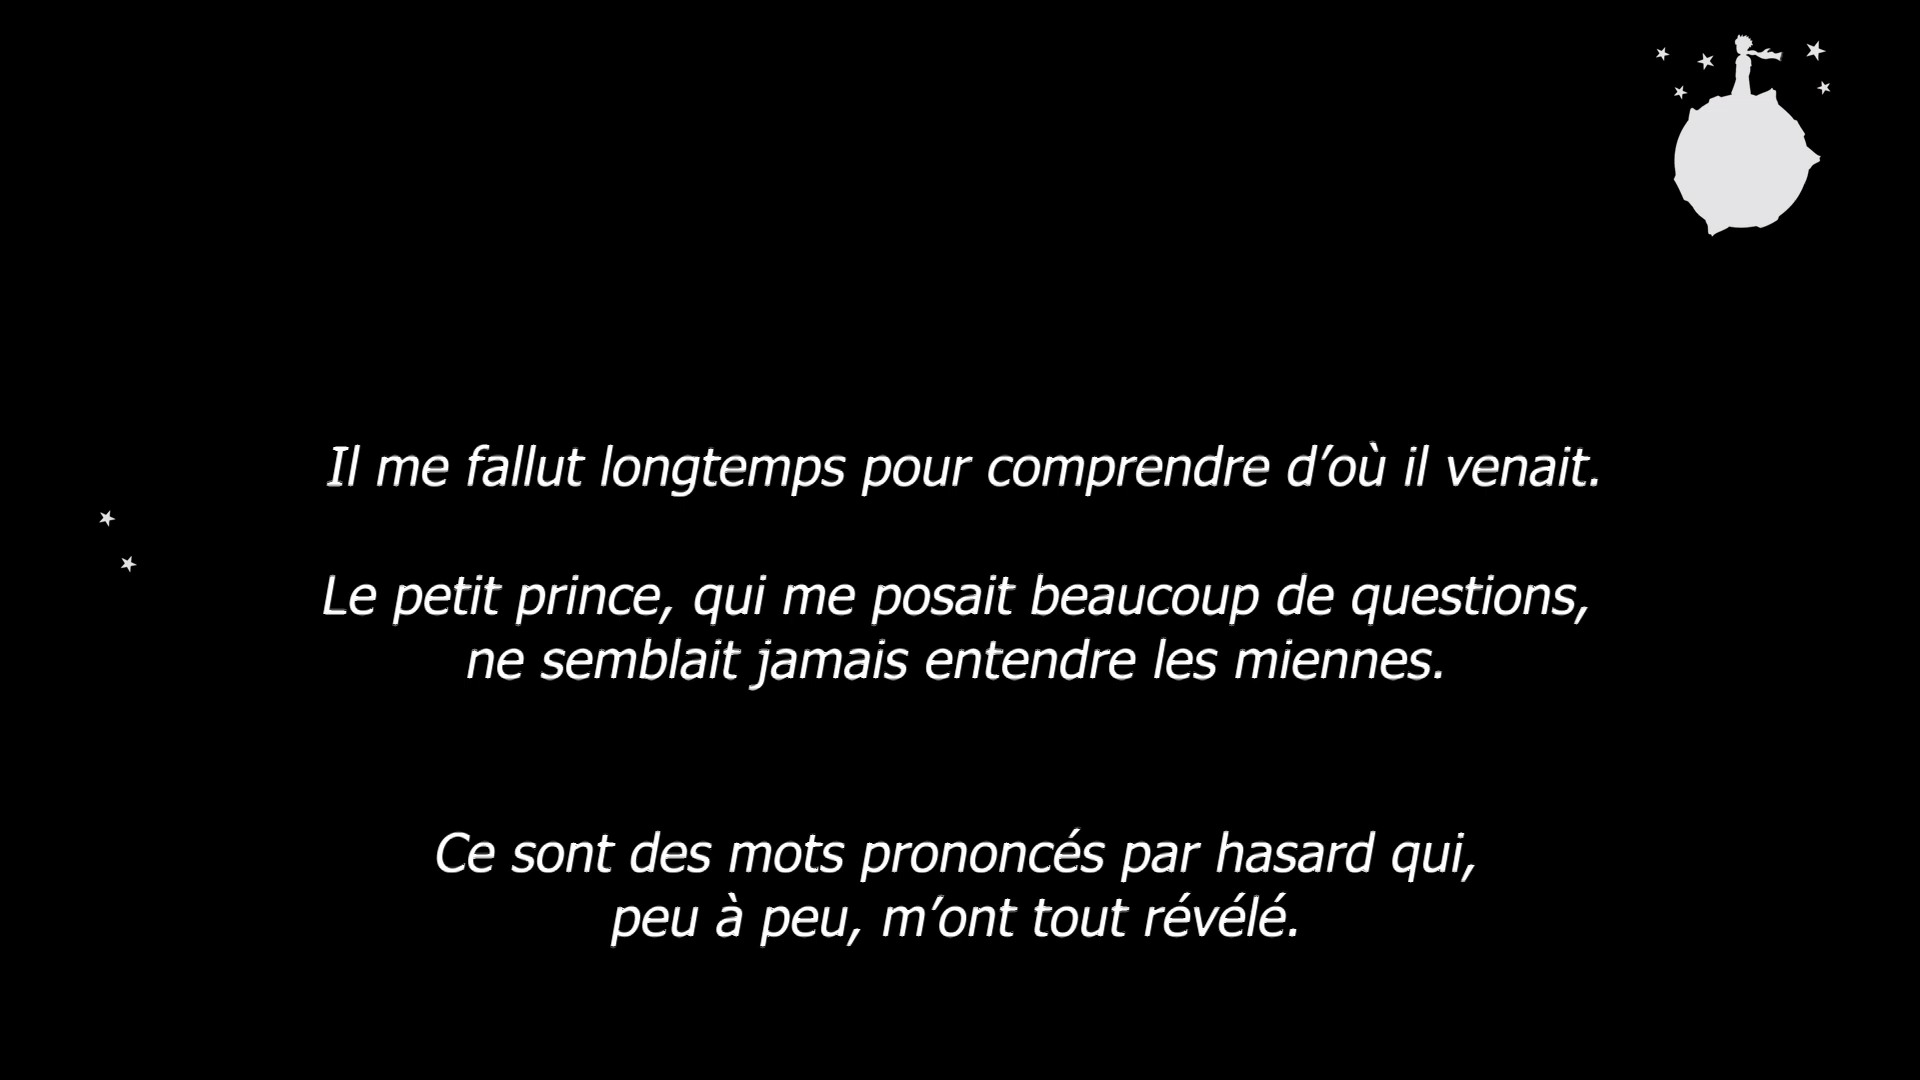 Il me fallut longtemps pour comprendre d’où il venait.
Le petit prince, qui me posait beaucoup de questions,
ne semblait jamais entendre les miennes.
Ce sont des mots prononcés par hasard qui,
peu à peu, m’ont tout révélé.